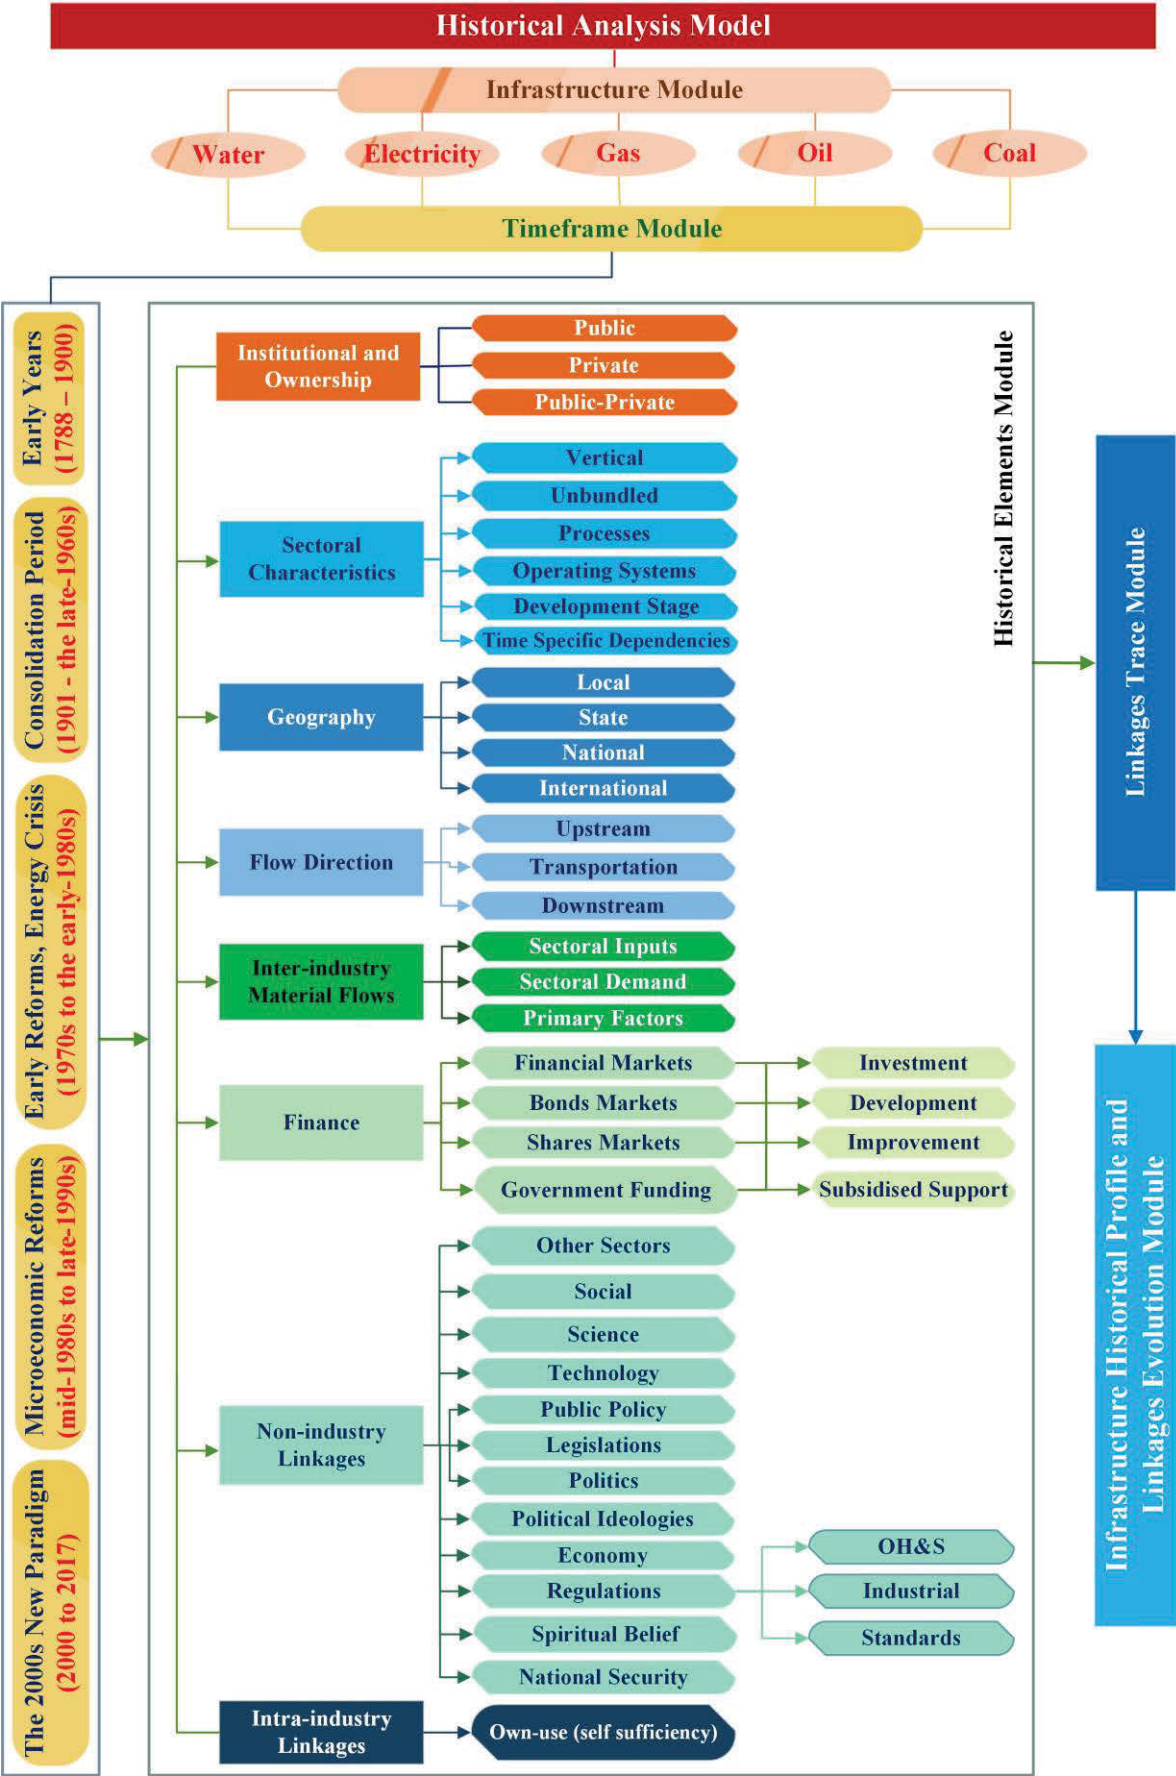 Historical Analysis Model
Infrastructure Module
Water
Electricity
Gas
Oil
Coal
Timeframe Module
Early Years
(1788 – 1900)
Consolidation Period
(1901 - the late-1960s)
Early Reforms, Energy Crisis
(1970s to the early-1980s)
Microeconomic Reforms
(mid-1980s to late-1990s)
The 2000s New Paradigm
(2000 to 2017)
Historical Elements Module
Institutional and
Ownership
Public
Private
Public-Private
Sectoral
Characteristics
Vertical
Unbundled
Processes
Operating Systems
Development Stage
Time Specific Dependencies
Geography
Local
State
National
International
Flow Direction
Upstream
Transportation
Downstream
Inter-industry
Material Flows
Sectoral Inputs
Sectoral Demand
Primary Factors
Finance
Financial Markets
Bonds Markets
Shares Markets
Government Funding
Investment
Development
Improvement
Subsidised Support
Non-industry
Linkages
Other Sectors
Social
Science
Technology
Public Policy
Legislations
Politics
Political Ideologies
Economy
Regulations
Spiritual Belief
National Security
OH&S
Industrial
Standards
Intra-industry
Linkages
Own-use (self sufficiency)
Linkages Trace Module
Infrastructure Historical Profile and
Linkages Evolution Module